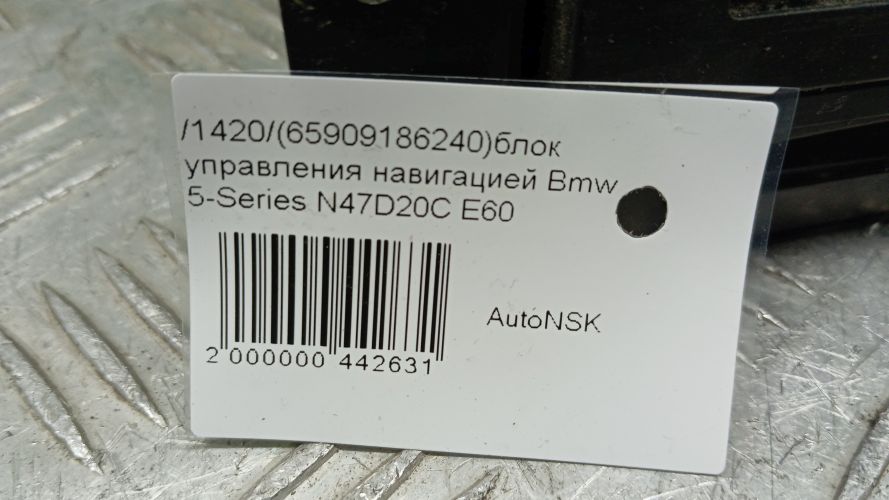 /1420/(65909186240)блок
управления навигацией Bmw
5-Series N47D20C E60
AutoNSK
2 000000 442631